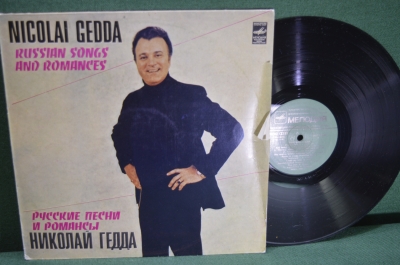 NICOLAI GEDDA
RUSSIAN SONGS
AND ROMANCES
РУССКИЕ ПЕСНИ
И РОМАНСЫ
НИКОЛАЙ ГЕДДА